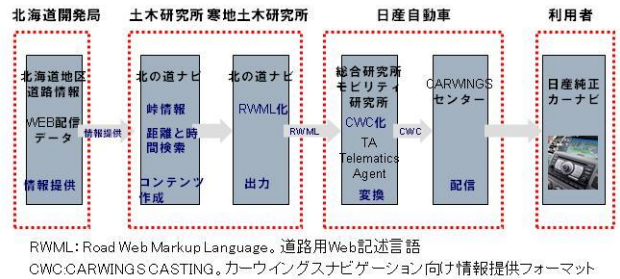 北海道開発局
土木研究所 寒地土木研究所
日産自動車
利用者
北海道地区
道路情報
WEB配信
データ
情報提供
情報提供
北の道ナビ
峠情報
距離と時
間検索
コンテンツ
作成
北の道ナビ
RWML化
出力
RWML
総合研究所
モビリティ
研究所
CWC化
TA
Telematics
Agent
変換
CWC
CARWINGS
センター
配信
日産純正
カーナビ
RWML：Road Web Markup Language。道路用Web記述言語
CWC:CARWINGS CASTING。カーウイングスナビゲーション向け情報提供フォーマット